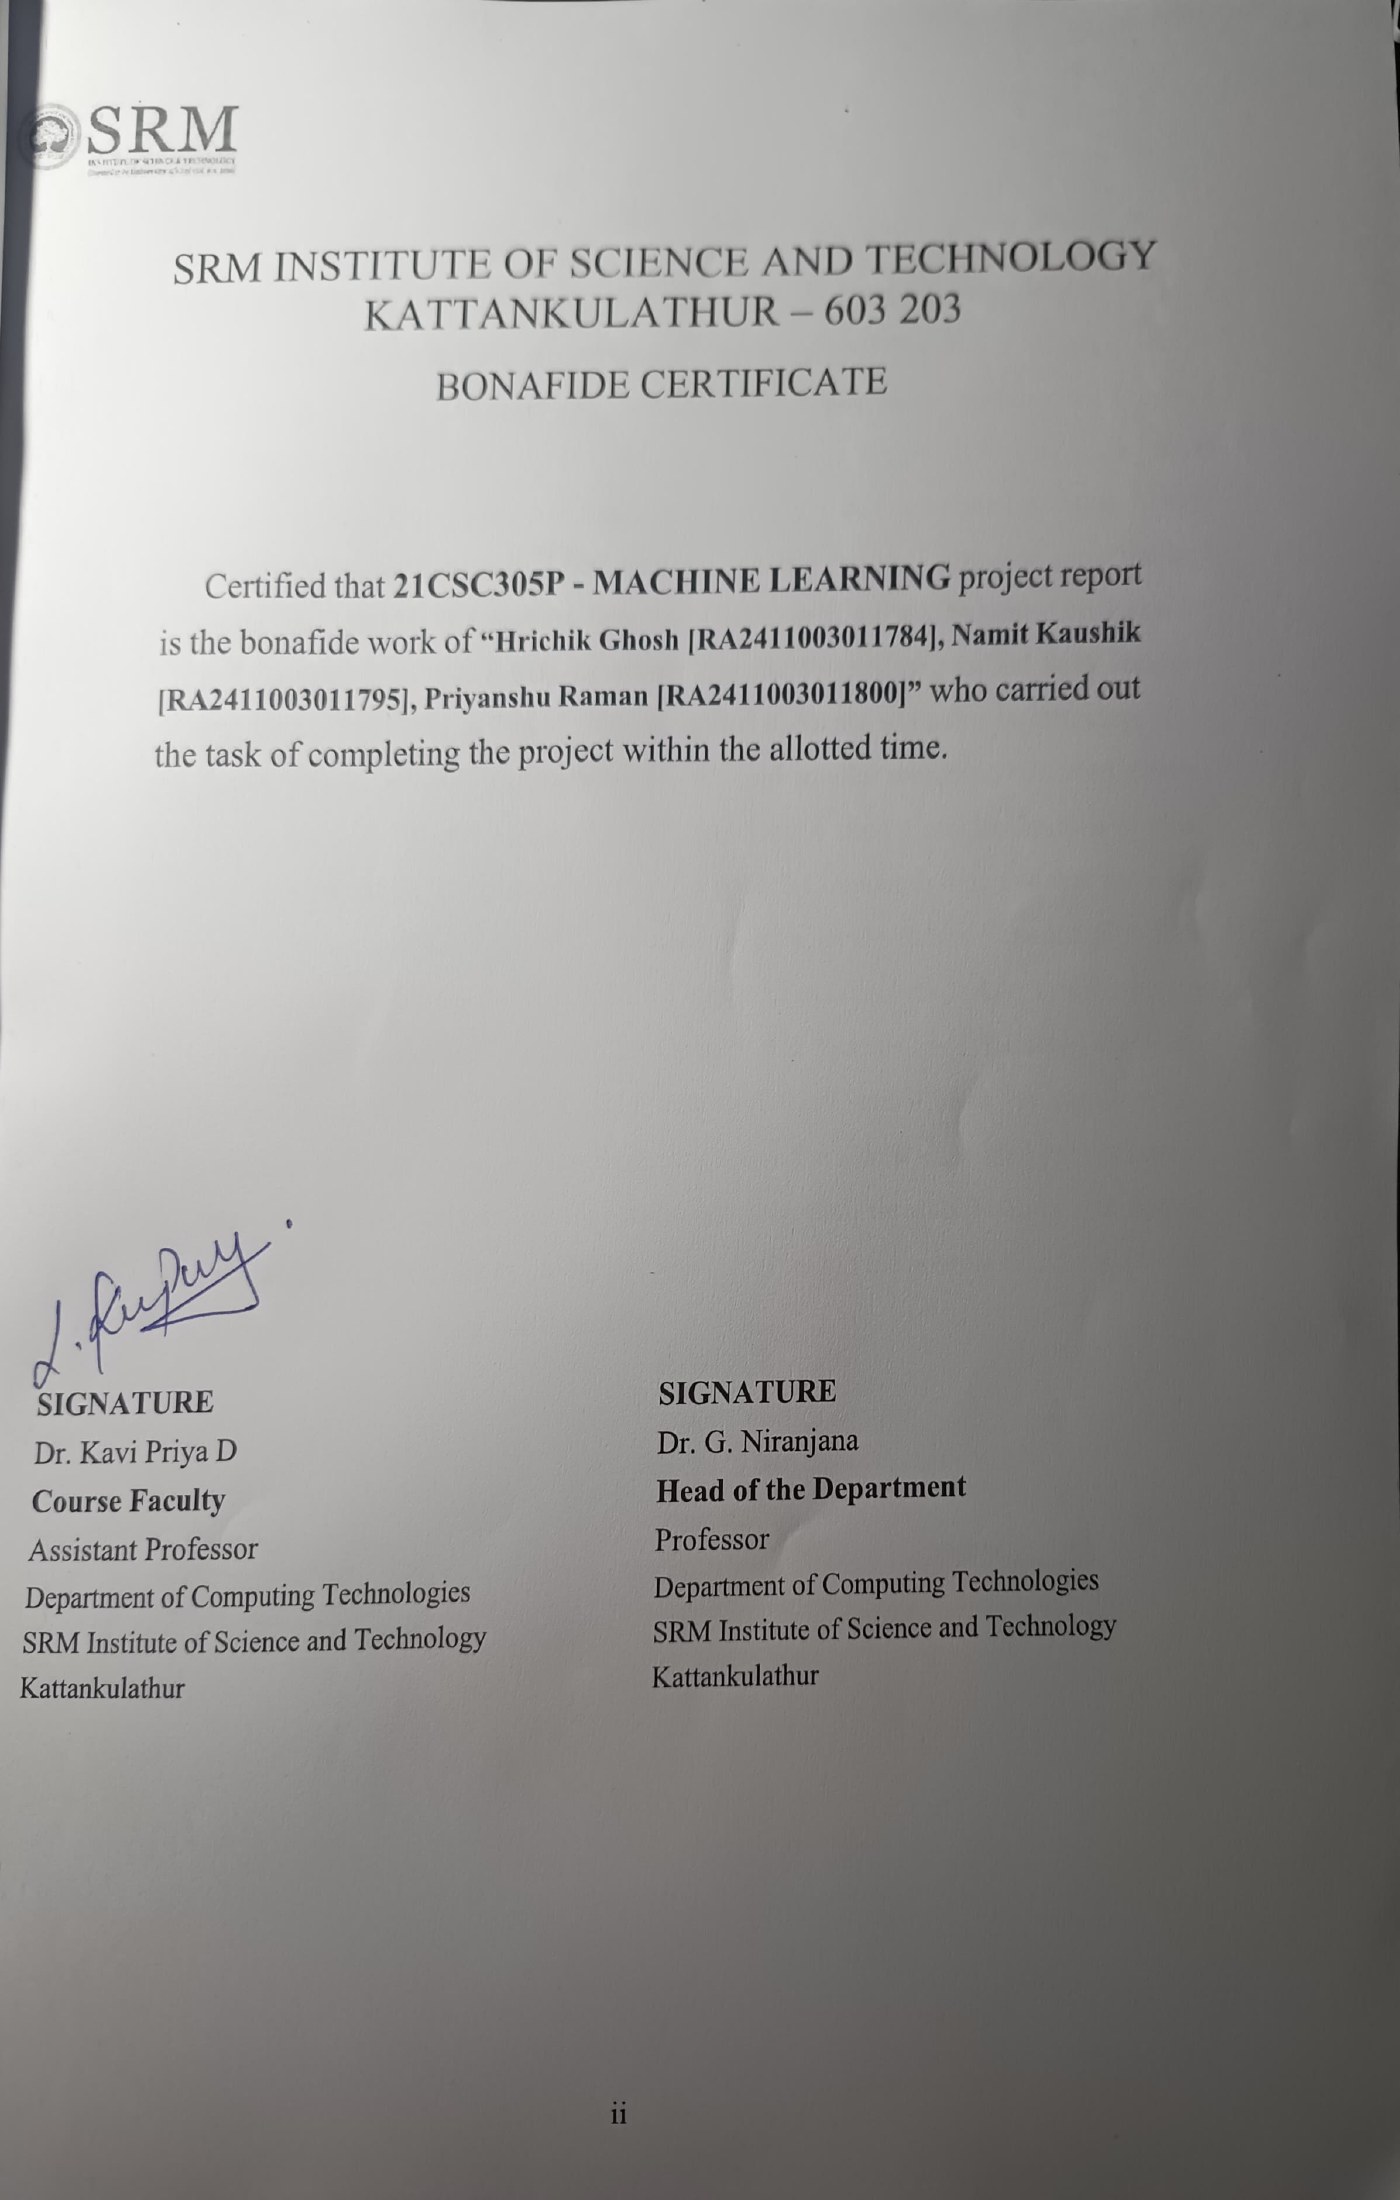 SRM
SRM INSTITUTE OF SCIENCE AND TECHNOLOGY
KATTANKULATHUR – 603 203
BONAFIDE CERTIFICATE
Certified that 21CSC305P - MACHINE LEARNING project report
is the bonafide work of “Hrichik Ghosh [RA2411003011784], Namit Kaushik
[RA2411003011795], Priyanshu Raman [RA2411003011800]” who carried out
the task of completing the project within the allotted time.
SIGNATURE
Dr. Kavi Priya D
Course Faculty
Assistant Professor
Department of Computing Technologies
SRM Institute of Science and Technology
Kattankulathur
SIGNATURE
Dr. G. Niranjana
Head of the Department
Professor
Department of Computing Technologies
SRM Institute of Science and Technology
Kattankulathur
ii